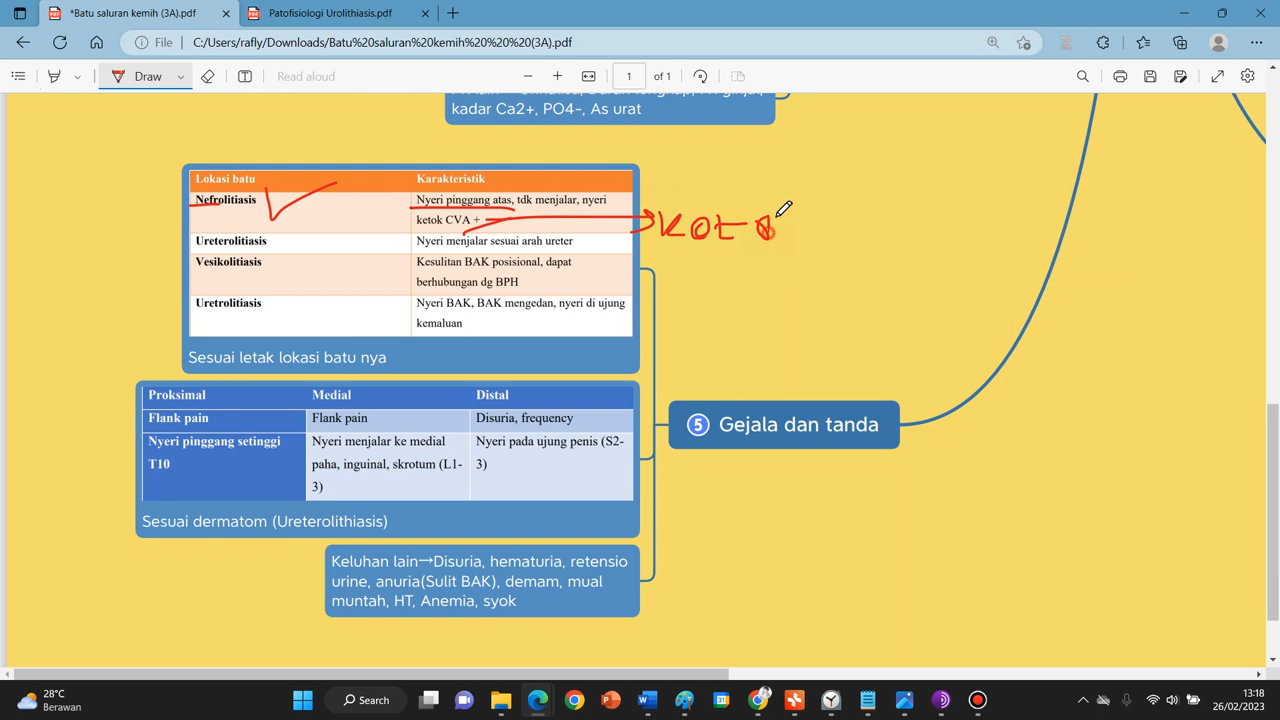 *Batu saluran kemih (3A).pdf
Patofisiologi Urolithiasis.pdf
File
C:/Users/rafly/Downloads/Batu%20saluran%20kemih%20%20%20(3A).pdf
Draw
Read aloud
1
of 1
kadar Ca2+, PO4-, As urat
Lokasi batu
Karakteristik
Nefrolitiasis
Nyeri pinggang atas, tdk menjalar, nyeri
ketok CVA +
Ureterolitiasis
Nyeri menjalar sesuai arah ureter
Vesikolitiasis
Kesulitan BAK posisional, dapat
berhubungan dg BPH
Uretrolitiasis
Nyeri BAK, BAK mengedan, nyeri di ujung
kemaluan
Sesuai letak lokasi batu nya
Proksimal
Medial
Distal
Flank pain
Flank pain
Disuria, frequency
Nyeri pinggang setinggi
T10
Nyeri menjalar ke medial
paha, inguinal, skrotum (L1-
3)
Nyeri pada ujung penis (S2-
3)
Sesuai dermatom (Ureterolithiasis)
Keluhan lain→Disuria, hematuria, retensio
urine, anuria(Sulit BAK), demam, mual
muntah, HT, Anemia, syok
5 Gejala dan tanda
28°C
Berawan
Search
13:18
26/02/2023